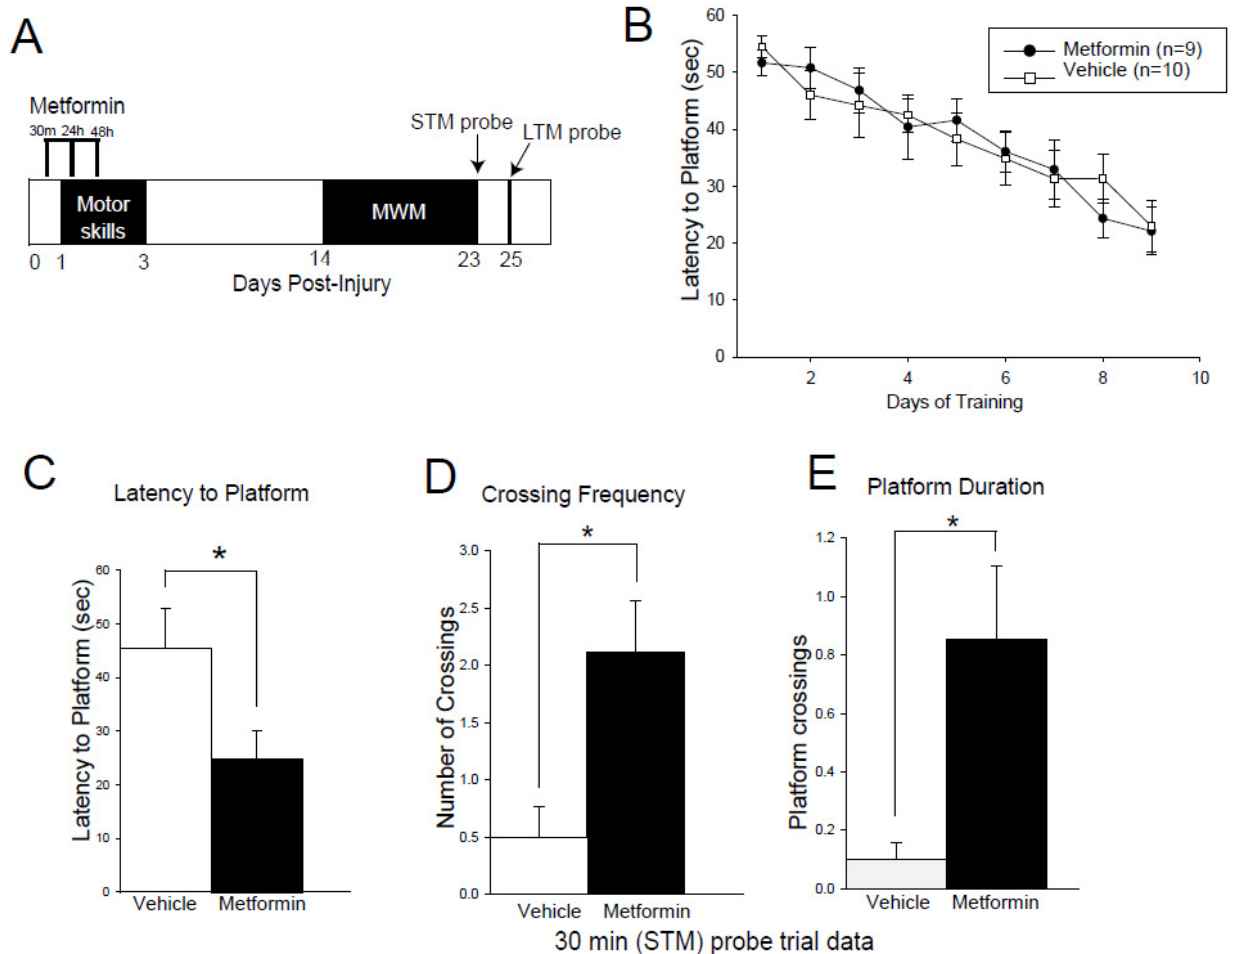 A
Metformin
30m 24h 48h
STM probe
LTM probe
Motor
skills
MWM
0 1 3 14 23 25
Days Post-Injury
B
Latency to Platform (sec)
60
50
40
30
20
10
0
2 4 6 8 10
Days of Training
Metformin (n=9)
Vehicle (n=10)
C
Latency to Platform
*
Latency to Platform (sec)
60
50
40
30
20
10
0
Vehicle Metformin
D
Crossing Frequency
*
Number of Crossings
3.0
2.5
2.0
1.5
1.0
0.5
0.0
Vehicle Metformin
E
Platform Duration
*
Platform crossings
1.2
1.0
0.8
0.6
0.4
0.2
0.0
Vehicle Metformin
30 min (STM) probe trial data